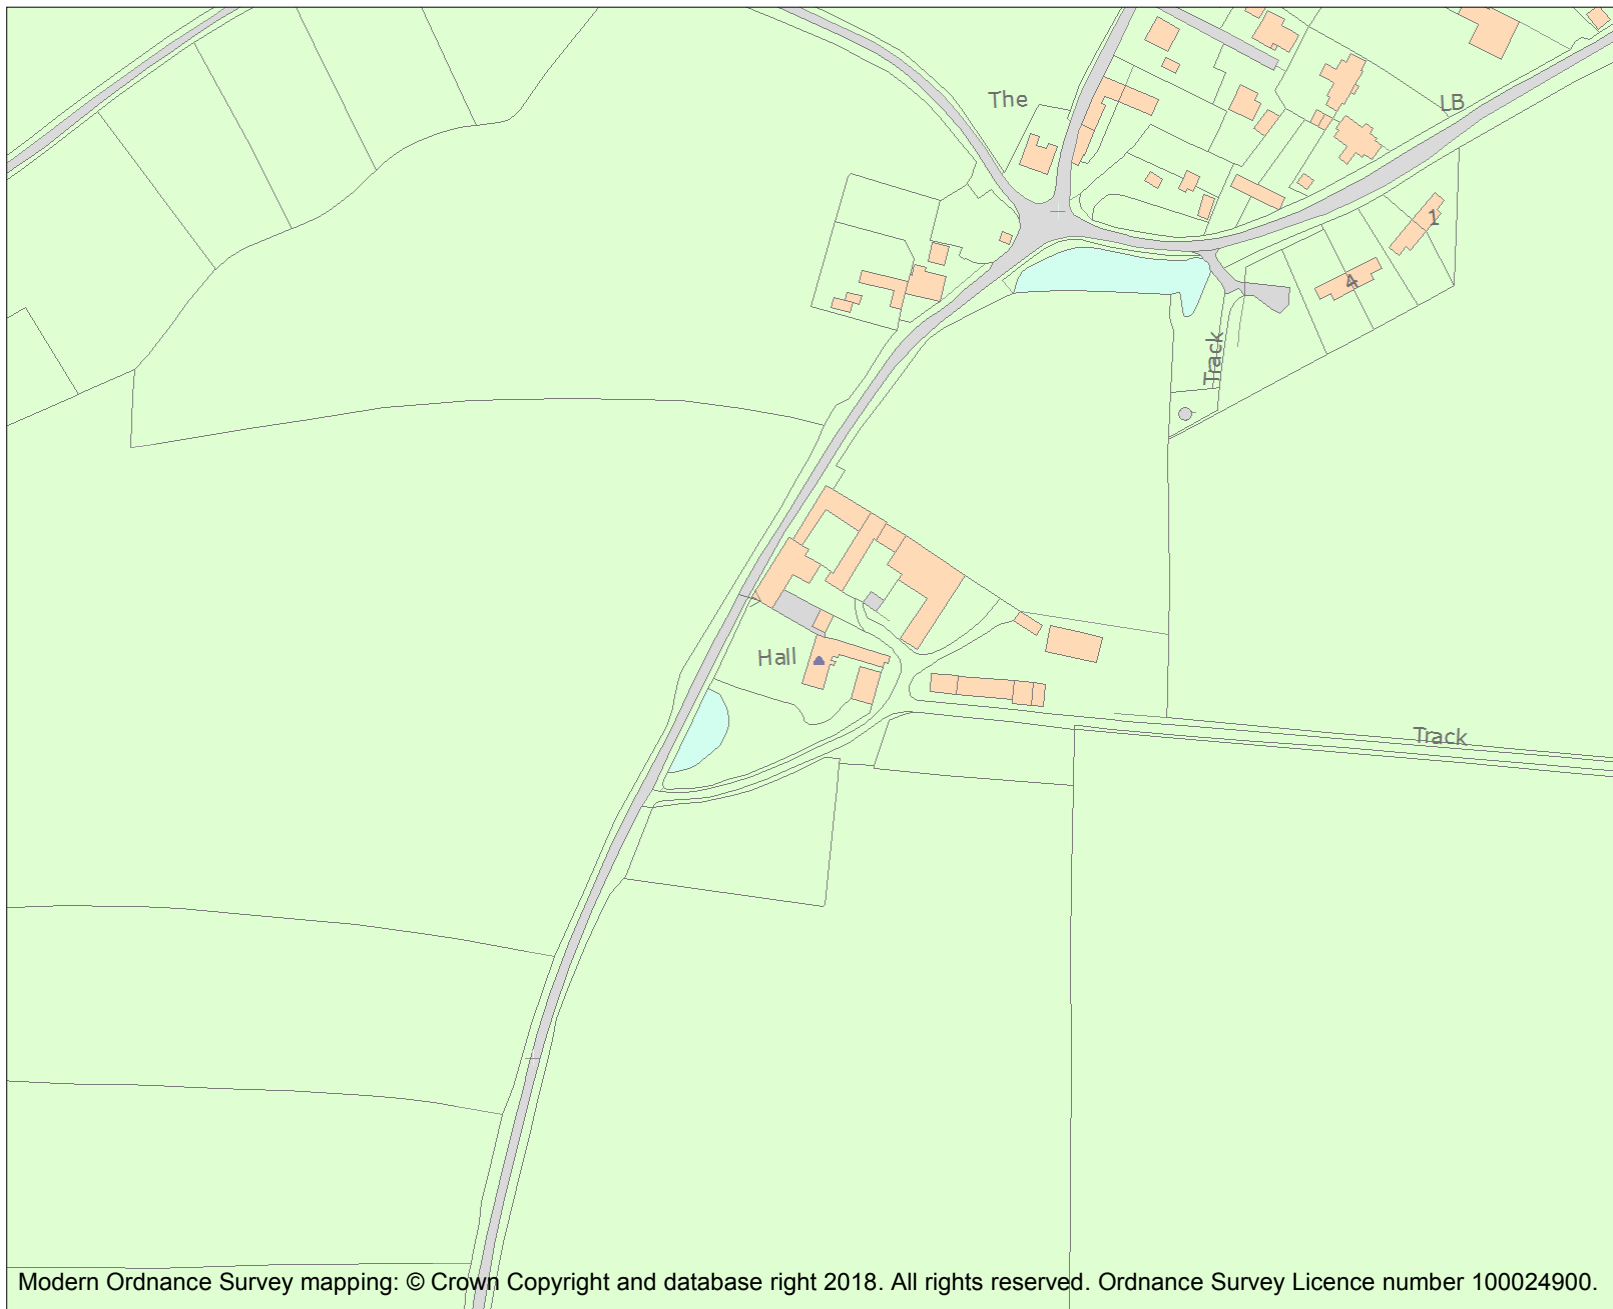 The
LB
1
4
Track
Hall
Track
Modern Ordnance Survey mapping: © Crown Copyright and database right 2018. All rights reserved. Ordnance Survey Licence number 100024900.